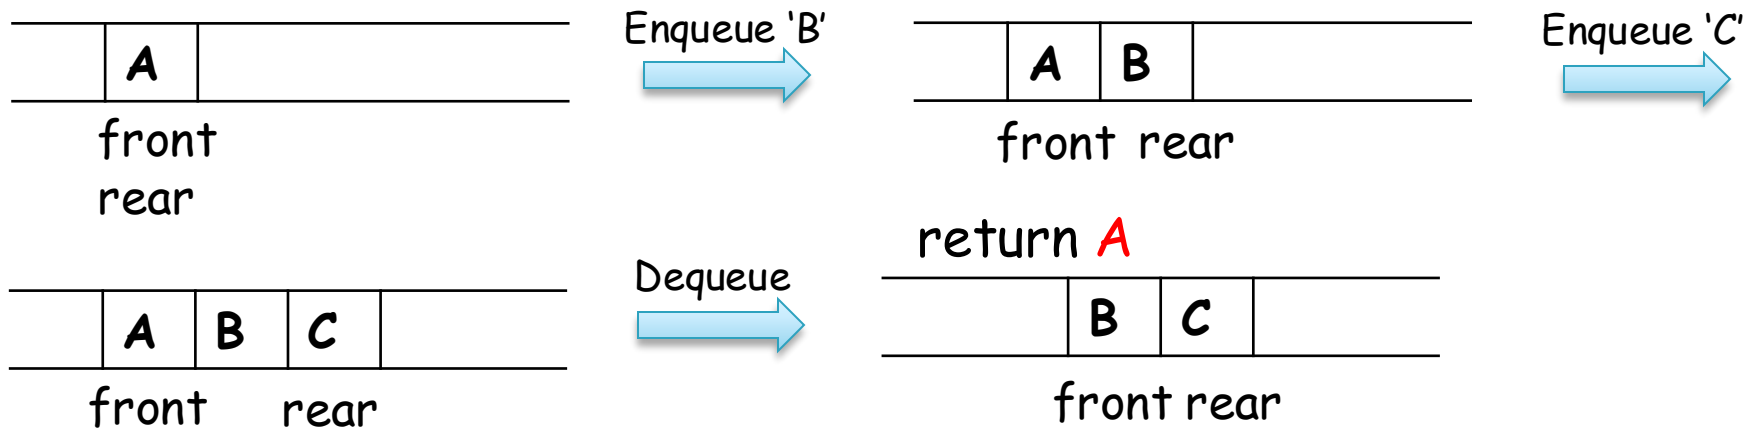 Enqueue 'B'
Enqueue 'C'
A
A B
front
rear
front rear
return A
Dequeue
A B C
B C
front rear
front rear